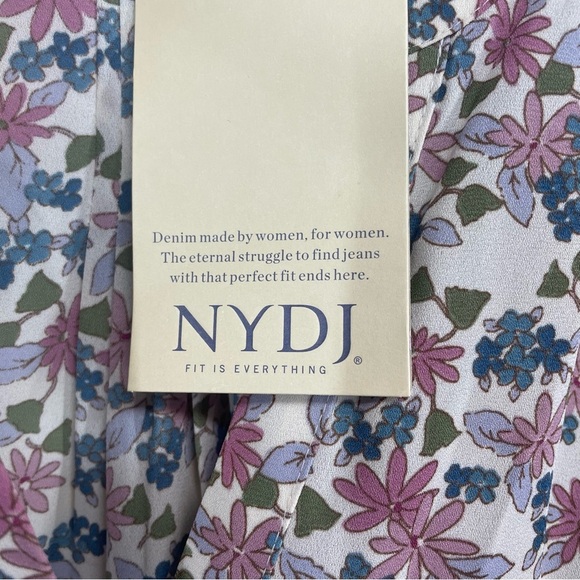 Denim made by women, for women.
The eternal struggle to find jeans
with that perfect fit ends here.
NYDJ®
FIT IS EVERYTHING